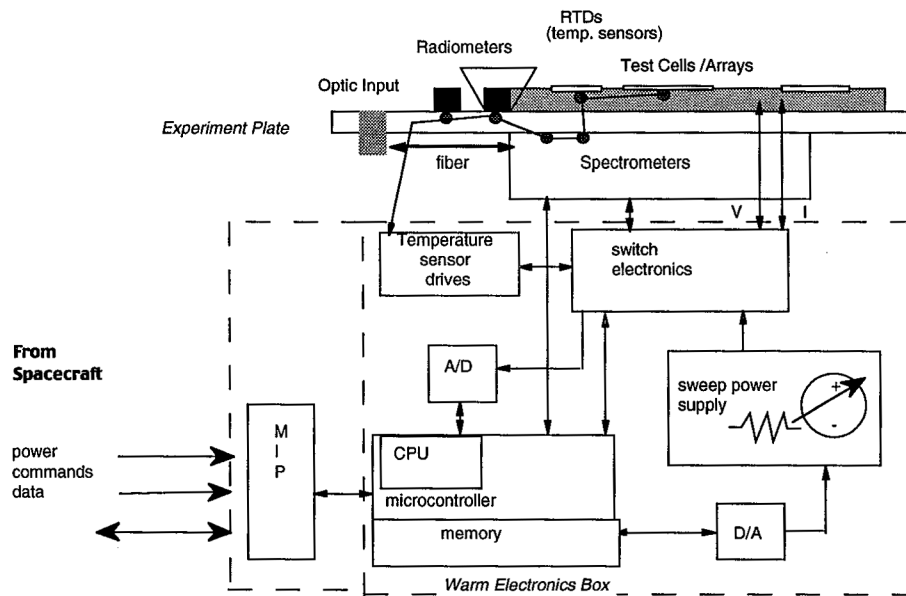 RTDs
(temp. sensors)
Radiometers
Test Cells /Arrays
Optic Input
Experiment Plate
fiber
Spectrometers
V
I
Temperature
sensor
drives
switch
electronics
From
Spacecraft
A/D
sweep power
supply
+
-
M
I
P
CPU
power
commands
data
microcontroller
memory
D/A
Warm Electronics Box